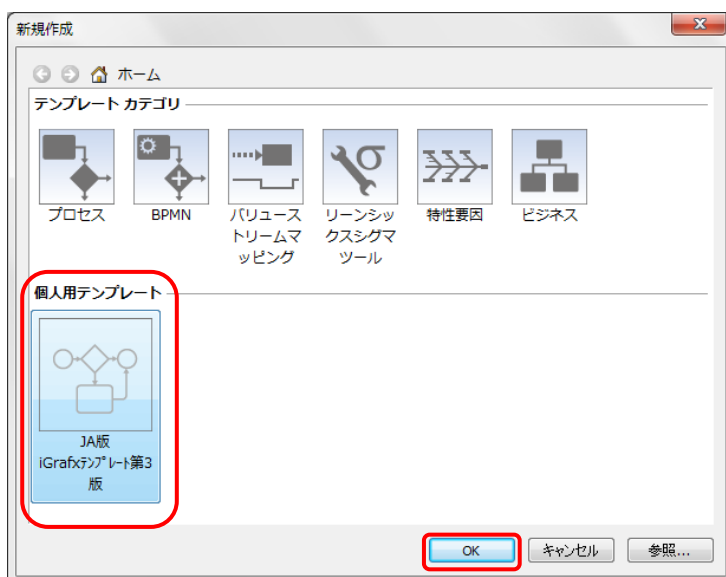 新規作成
ホーム
テンプレート カテゴリ
プロセス
BPMN
バリュース
トリームマ
ッピング
リーンシッ
クスシグマ
ツール
特性要因
ビジネス
個人用テンプレート
JA版
iGrafxﾃﾝﾌﾟﾚｰﾄ第3
版
OK
キャンセル
参照...